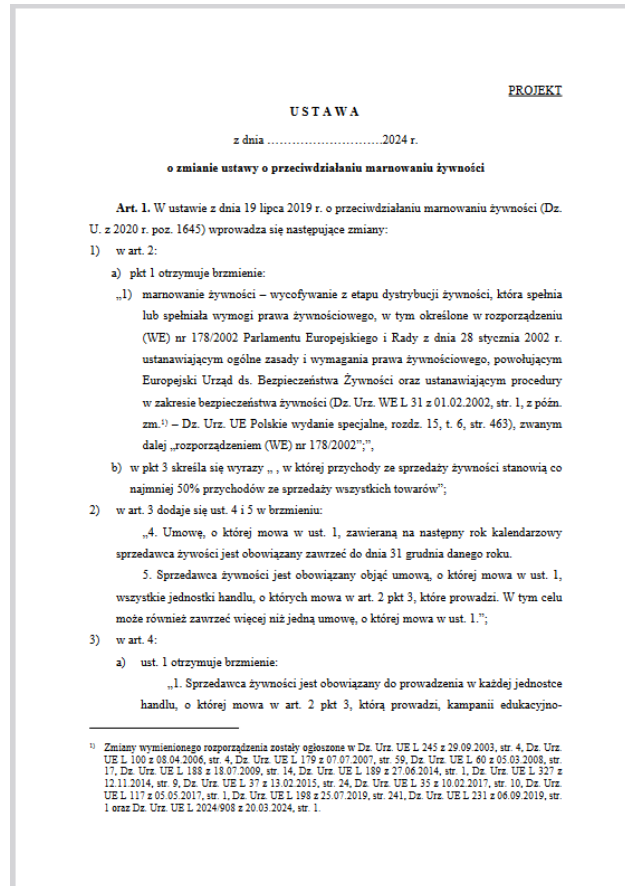 PROJEKT
U S T A W A
z dnia ………………………2024 r.
o zmianie ustawy o przeciwdziałaniu marnowaniu żywności
Art. 1. W ustawie z dnia 19 lipca 2019 r. o przeciwdziałaniu marnowaniu żywności (Dz.
U. z 2020 r. poz. 1645) wprowadza się następujące zmiany:
1) w art. 2:
a) pkt 1 otrzymuje brzmienie:
„1) marnowanie żywności – wycofywanie z etapu dystrybucji żywności, która spełnia
lub spełniała wymogi prawa żywnościowego, w tym określone w rozporządzeniu
(WE) nr 178/2002 Parlamentu Europejskiego i Rady z dnia 28 stycznia 2002 r.
ustanawiającym ogólne zasady i wymagania prawa żywnościowego, powołującym
Europejski Urząd ds. Bezpieczeństwa Żywności oraz ustanawiającym procedury
w zakresie bezpieczeństwa żywności (Dz. Urz. WE L 31 z 01.02.2002, str. 1, z późn.
zm.¹⁾ – Dz. Urz. UE Polskie wydanie specjalne, rozdz. 15, t. 6, str. 463), zwanym
dalej „rozporządzeniem (WE) nr 178/2002”;”,
b) w pkt 3 skreśla się wyrazy „ , w której przychody ze sprzedaży żywności stanowią co
najmniej 50% przychodów ze sprzedaży wszystkich towarów”;
2) w art. 3 dodaje się ust. 4 i 5 w brzmieniu:
„4. Umowę, o której mowa w ust. 1, zawieraną na następny rok kalendarzowy
sprzedawca żywości jest obowiązany zawrzeć do dnia 31 grudnia danego roku.
5. Sprzedawca żywności jest obowiązany objąć umową, o której mowa w ust. 1,
wszystkie jednostki handlu, o których mowa w art. 2 pkt 3, które prowadzi. W tym celu
może również zawrzeć więcej niż jedną umowę, o której mowa w ust. 1.”;
3) w art. 4:
a) ust. 1 otrzymuje brzmienie:
„1. Sprzedawca żywności jest obowiązany do prowadzenia w każdej jednostce
handlu, o której mowa w art. 2 pkt 3, którą prowadzi, kampanii edukacyjno-
¹⁾ Zmiany wymienionego rozporządzenia zostały ogłoszone w Dz. Urz. UE L 245 z 29.09.2003, str. 4, Dz. Urz.
UE L 100 z 08.04.2006, str. 4, Dz. Urz. UE L 179 z 07.07.2007, str. 59, Dz. Urz. UE L 60 z 05.03.2008, str.
17, Dz. Urz. UE L 188 z 18.07.2009, str. 14, Dz. Urz. UE L 189 z 27.06.2014, str. 1, Dz. Urz. UE L 327 z
12.11.2014, str. 9, Dz. Urz. UE L 37 z 13.02.2015, str. 24, Dz. Urz. UE L 35 z 10.02.2017, str. 10, Dz. Urz.
UE L 117 z 05.05.2017, str. 1, Dz. Urz. UE L 198 z 25.07.2019, str. 241, Dz. Urz. UE L 231 z 06.09.2019, str.
1 oraz Dz. Urz. UE L 2024/908 z 20.03.2024, str. 1.